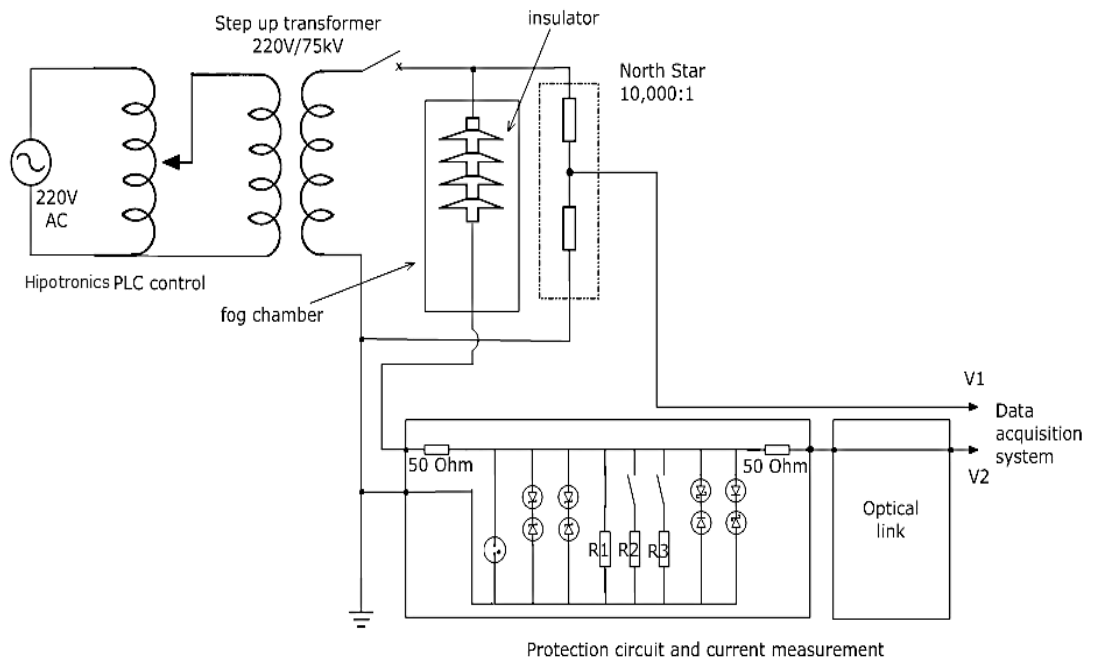 Step up transformer
220V/75kV
insulator
North Star
10,000:1
220V
AC
Hipotronics PLC control
fog chamber
V1
Data
acquisition
system
V2
50 Ohm
50 Ohm
R1
R2
R3
Optical
link
Protection circuit and current measurement